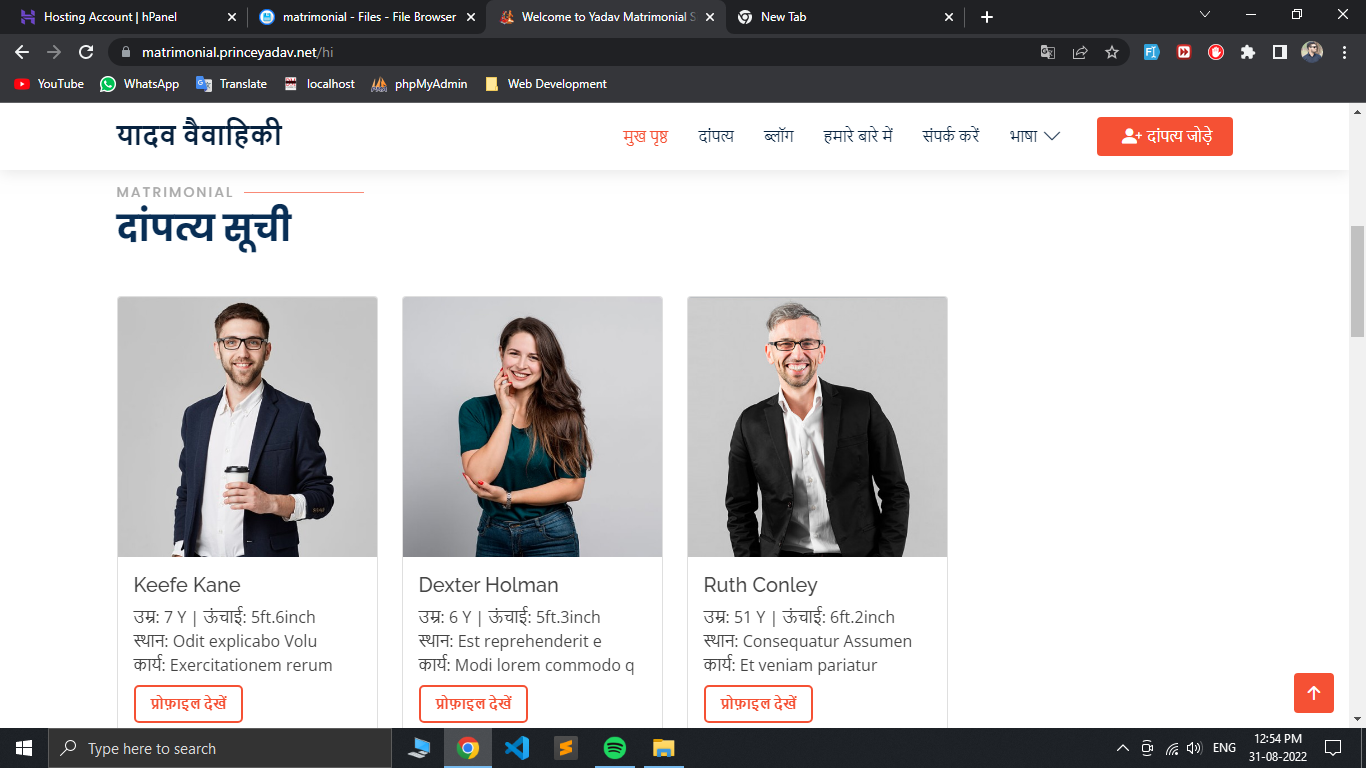 Hosting Account | hPanel
matrimonial - Files - File Browser
Welcome to Yadav Matrimonial S
New Tab
matrimonial.princeyadav.net/hi
YouTube
WhatsApp
Translate
localhost
phpMyAdmin
Web Development
यादव वैवाहिकी
मुख पृष्ठ
दांपत्य
ब्लॉग
हमारे बारे में
संपर्क करें
भाषा
दांपत्य जोड़े
MATRIMONIAL
दांपत्य सूची
Keefe Kane
उम्र: 7 Y | ऊंचाई: 5ft.6inch
स्थान: Odit explicabo Volu
कार्य: Exercitationem rerum
प्रोफ़ाइल देखें
Dexter Holman
उम्र: 6 Y | ऊंचाई: 5ft.3inch
स्थान: Est reprehenderit e
कार्य: Modi lorem commodo q
प्रोफ़ाइल देखें
Ruth Conley
उम्र: 51 Y | ऊंचाई: 6ft.2inch
स्थान: Consequatur Assumen
कार्य: Et veniam pariatur
प्रोफ़ाइल देखें
Type here to search
ENG
12:54 PM
31-08-2022